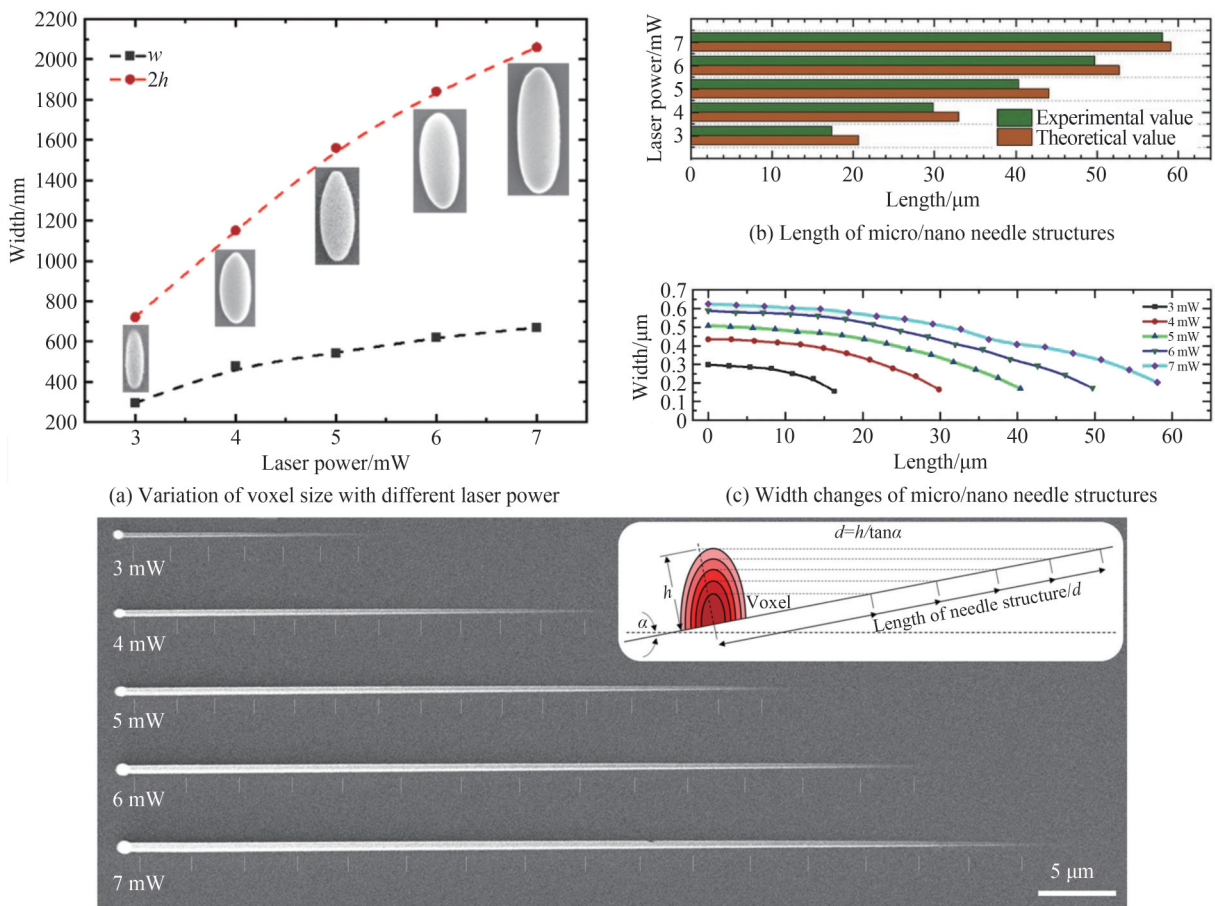 w
2h
2000
1800
1600
1400
1200
1000
800
600
400
200
Width/nm
3 4 5 6 7
Laser power/mW
(a) Variation of voxel size with different laser power
Laser power/mW
7
6
5
4
3
Experimental value
Theoretical value
0 10 20 30 40 50 60
Length/μm
(b) Length of micro/nano needle structures
0.7
0.6
0.5
0.4
0.3
0.2
0.1
0
Width/μm
3 mW
4 mW
5 mW
6 mW
7 mW
0 10 20 30 40 50 60
Length/μm
(c) Width changes of micro/nano needle structures
3 mW
4 mW
5 mW
6 mW
7 mW
d=h/tanα
h
Voxel
α
Length of needle structure/d
5 μm